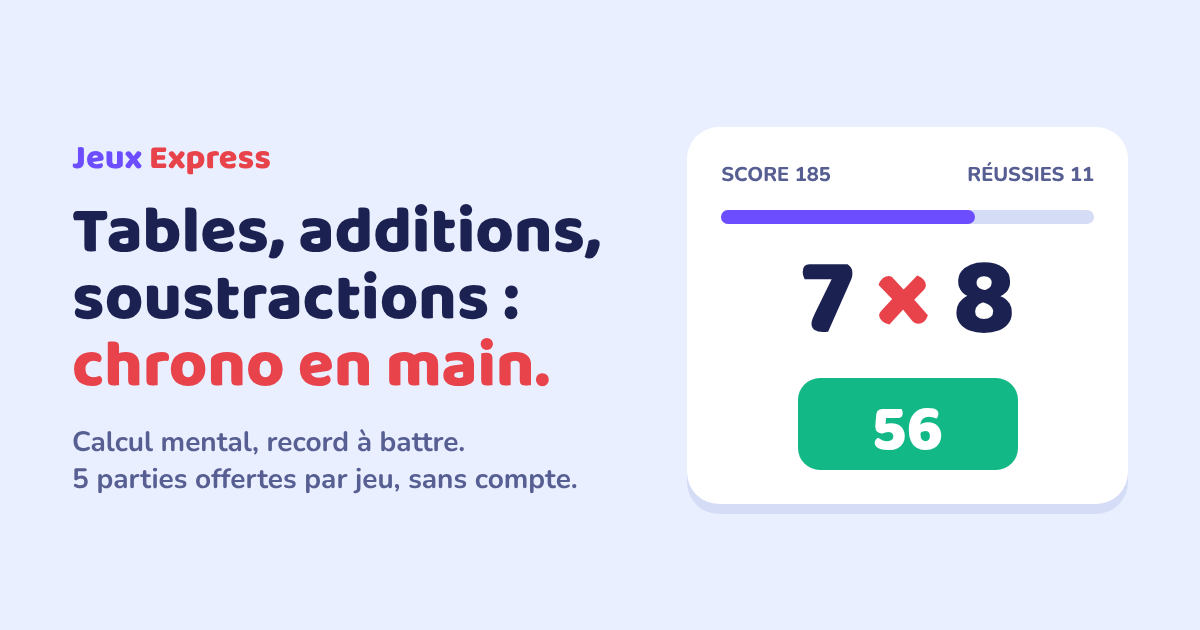 Jeux Express
Tables, additions,
soustractions :
chrono en main.
Calcul mental, record à battre.
5 parties offertes par jeu, sans compte.
SCORE 185
RÉUSSIES 11
7 × 8
56